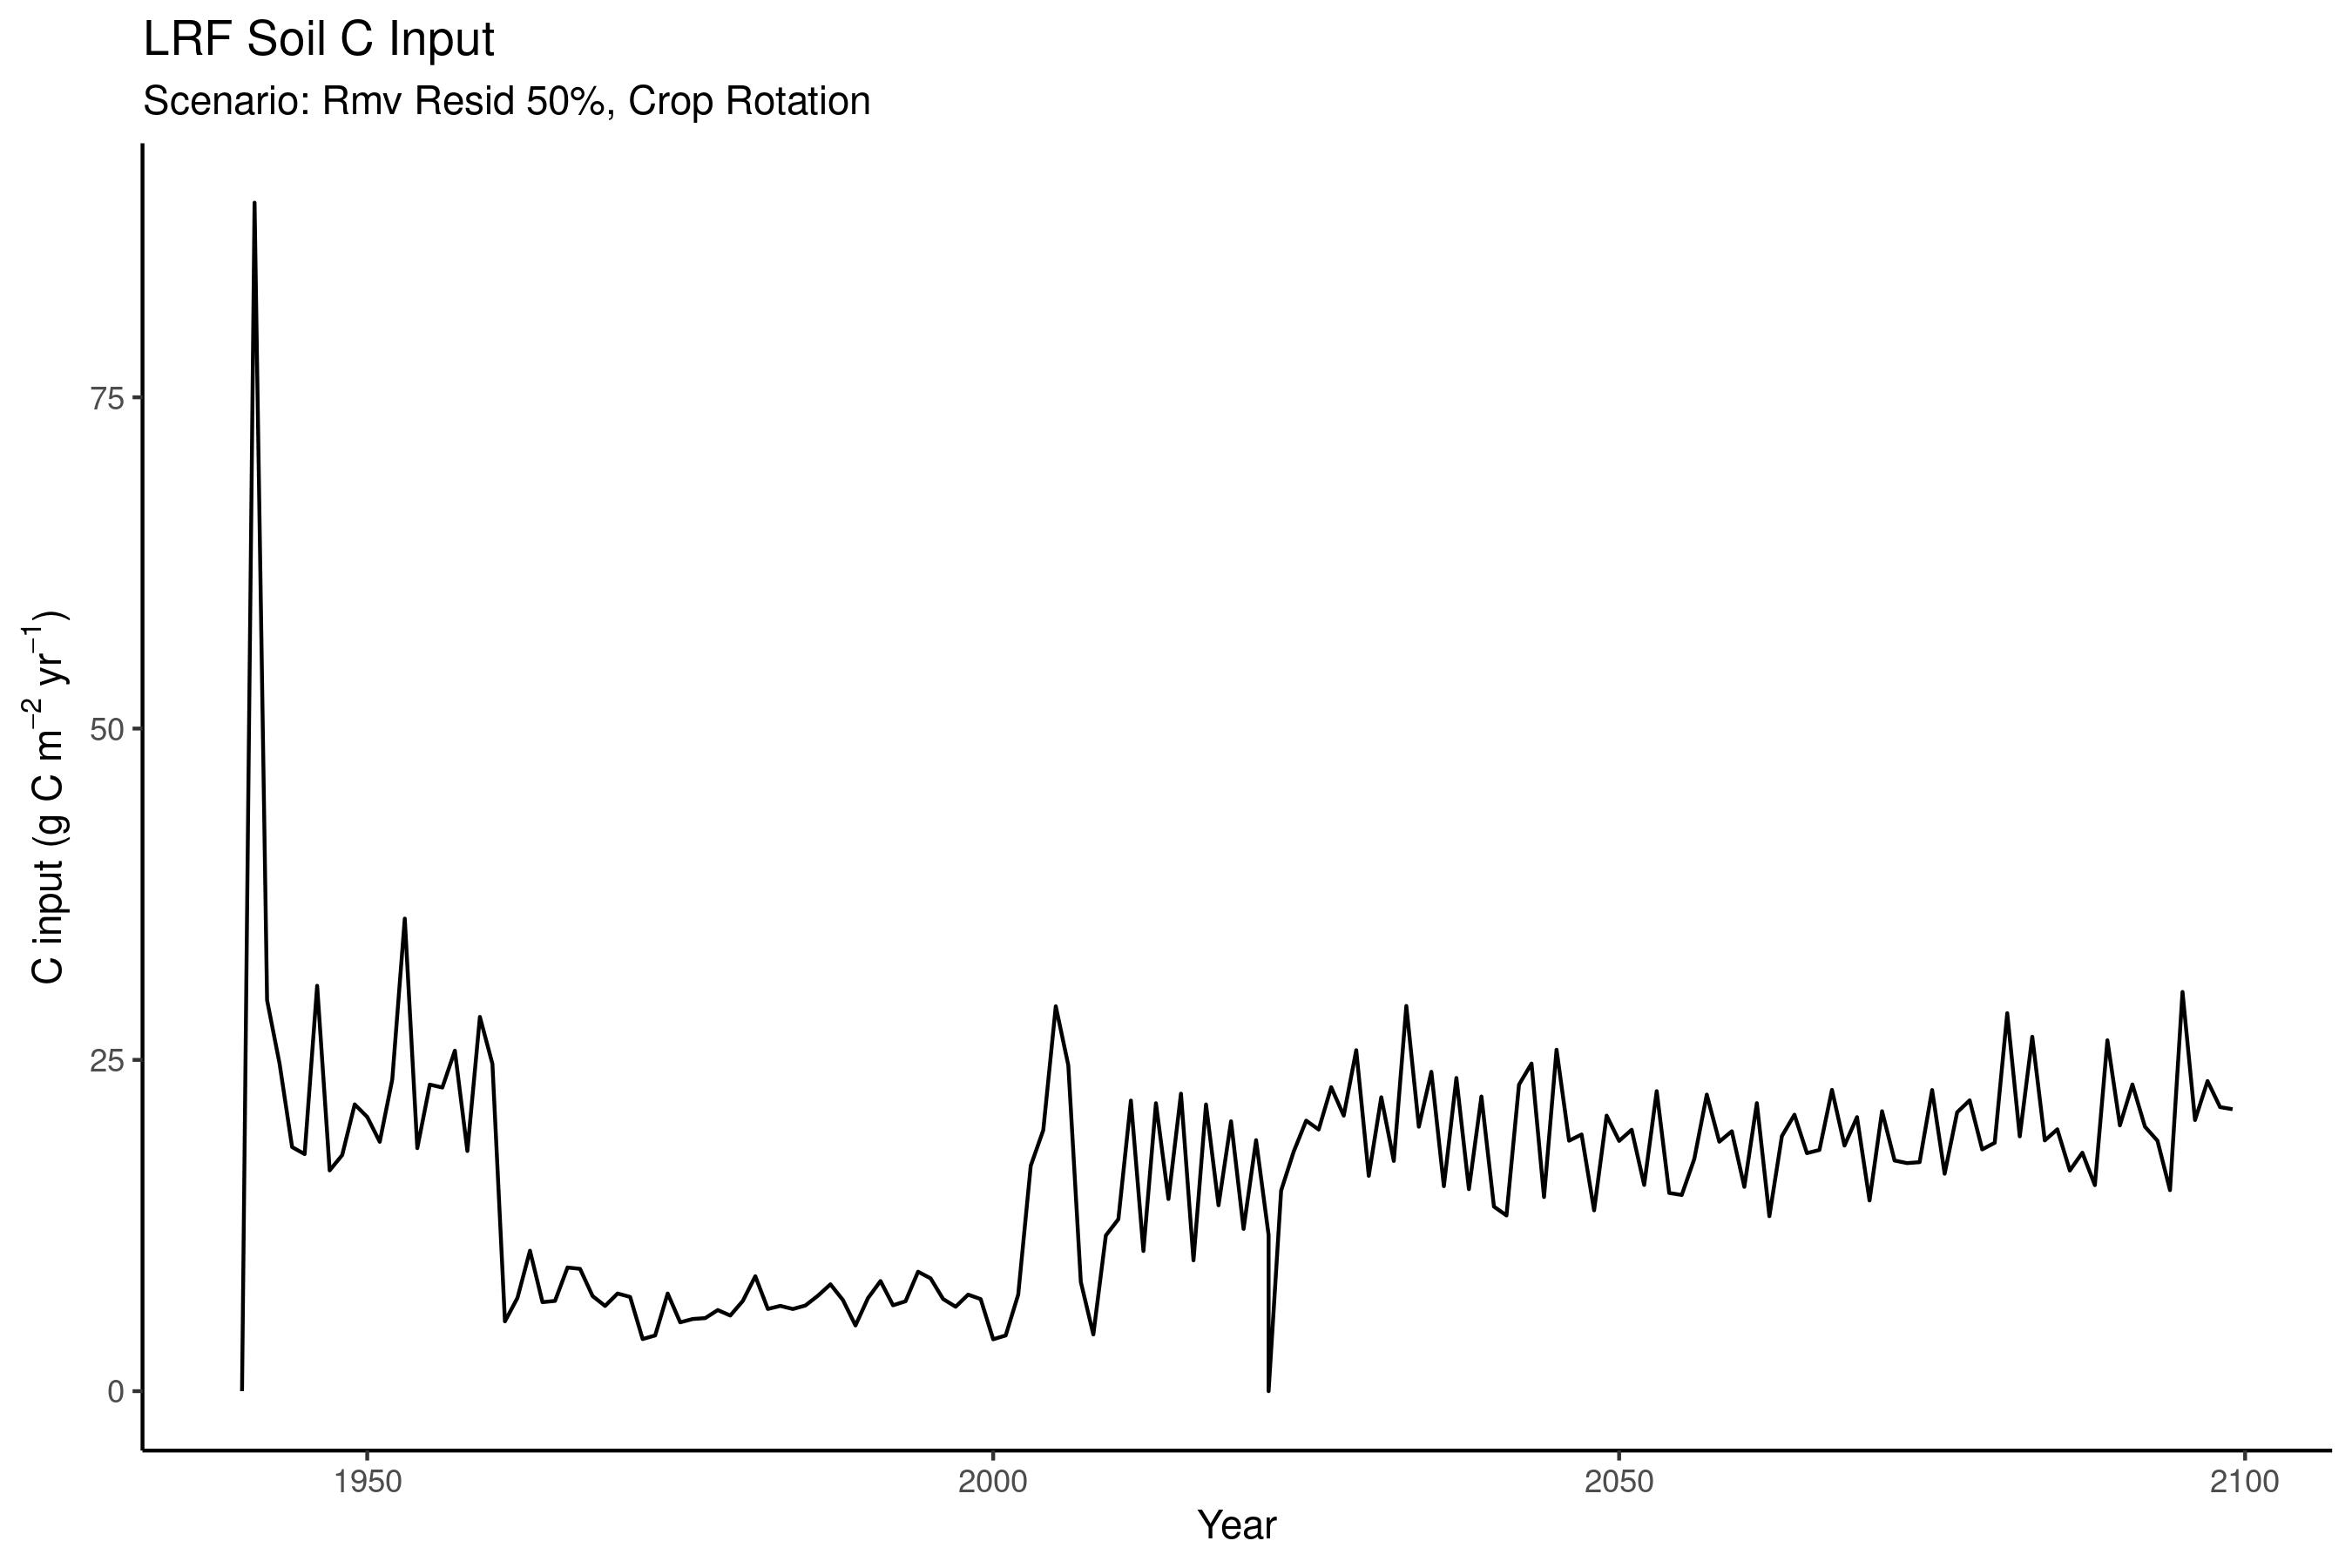 LRF Soil C Input
Scenario: Rmv Resid 50%, Crop Rotation
C input (g C m⁻² yr⁻¹)
75
50
25
0
1950 2000 2050 2100
Year